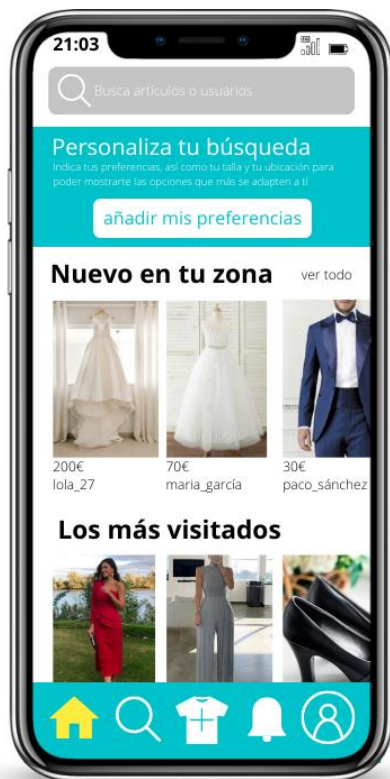 21:03
Busca artículos o usuarios
Personaliza tu búsqueda
Indica tus preferencias, así como tu talla y tu ubicación para
poder mostrarte las opciones que más se adapten a tí
añadir mis preferencias
Nuevo en tu zona ver todo
200€ 70€ 30€
lola_27 maria_garcía paco_sánchez
Los más visitados